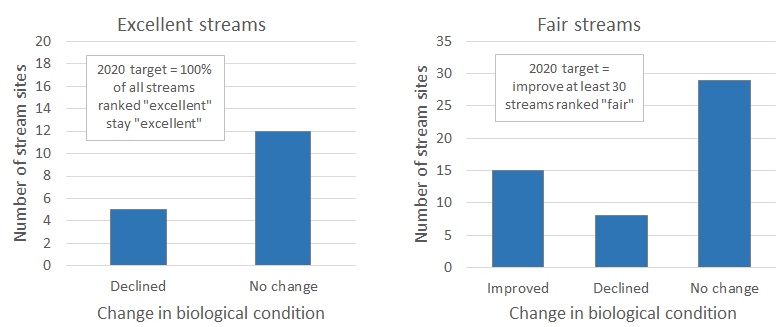 Excellent streams
20
18
16
14
12
10
8
6
4
2
0
Number of stream sites
2020 target = 100%
of all streams
ranked "excellent"
stay "excellent"
Declined
No change
Change in biological condition
Fair streams
35
30
25
20
15
10
5
0
Number of stream sites
2020 target =
improve at least 30
streams ranked "fair"
Improved
Declined
No change
Change in biological condition